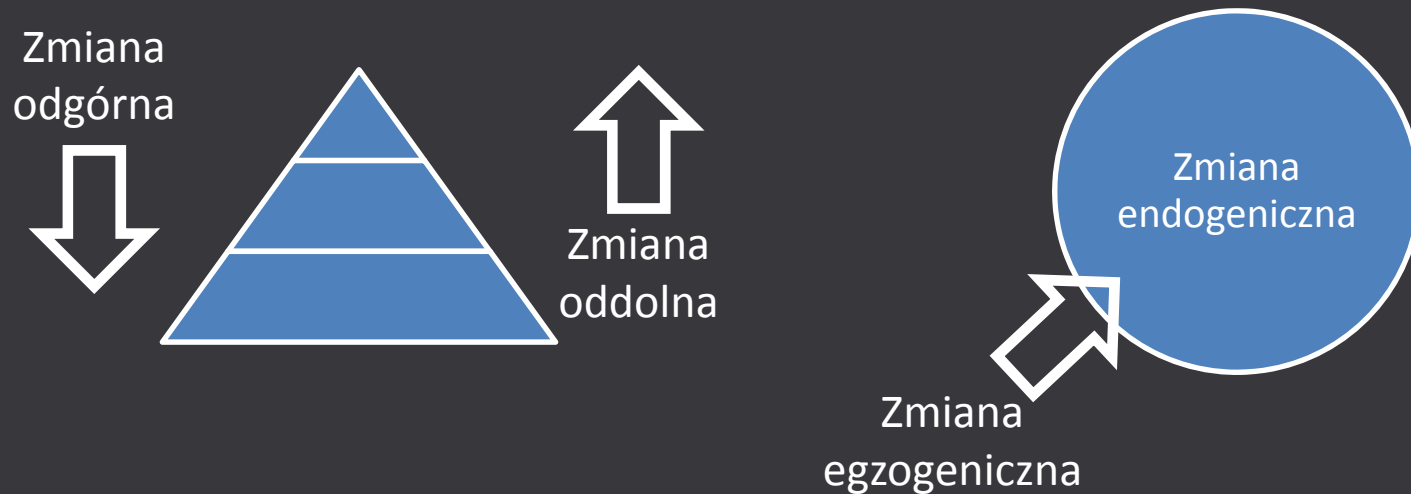 Zmiana
odgórna
Zmiana
oddolna
Zmiana
endogeniczna
Zmiana
egzogeniczna